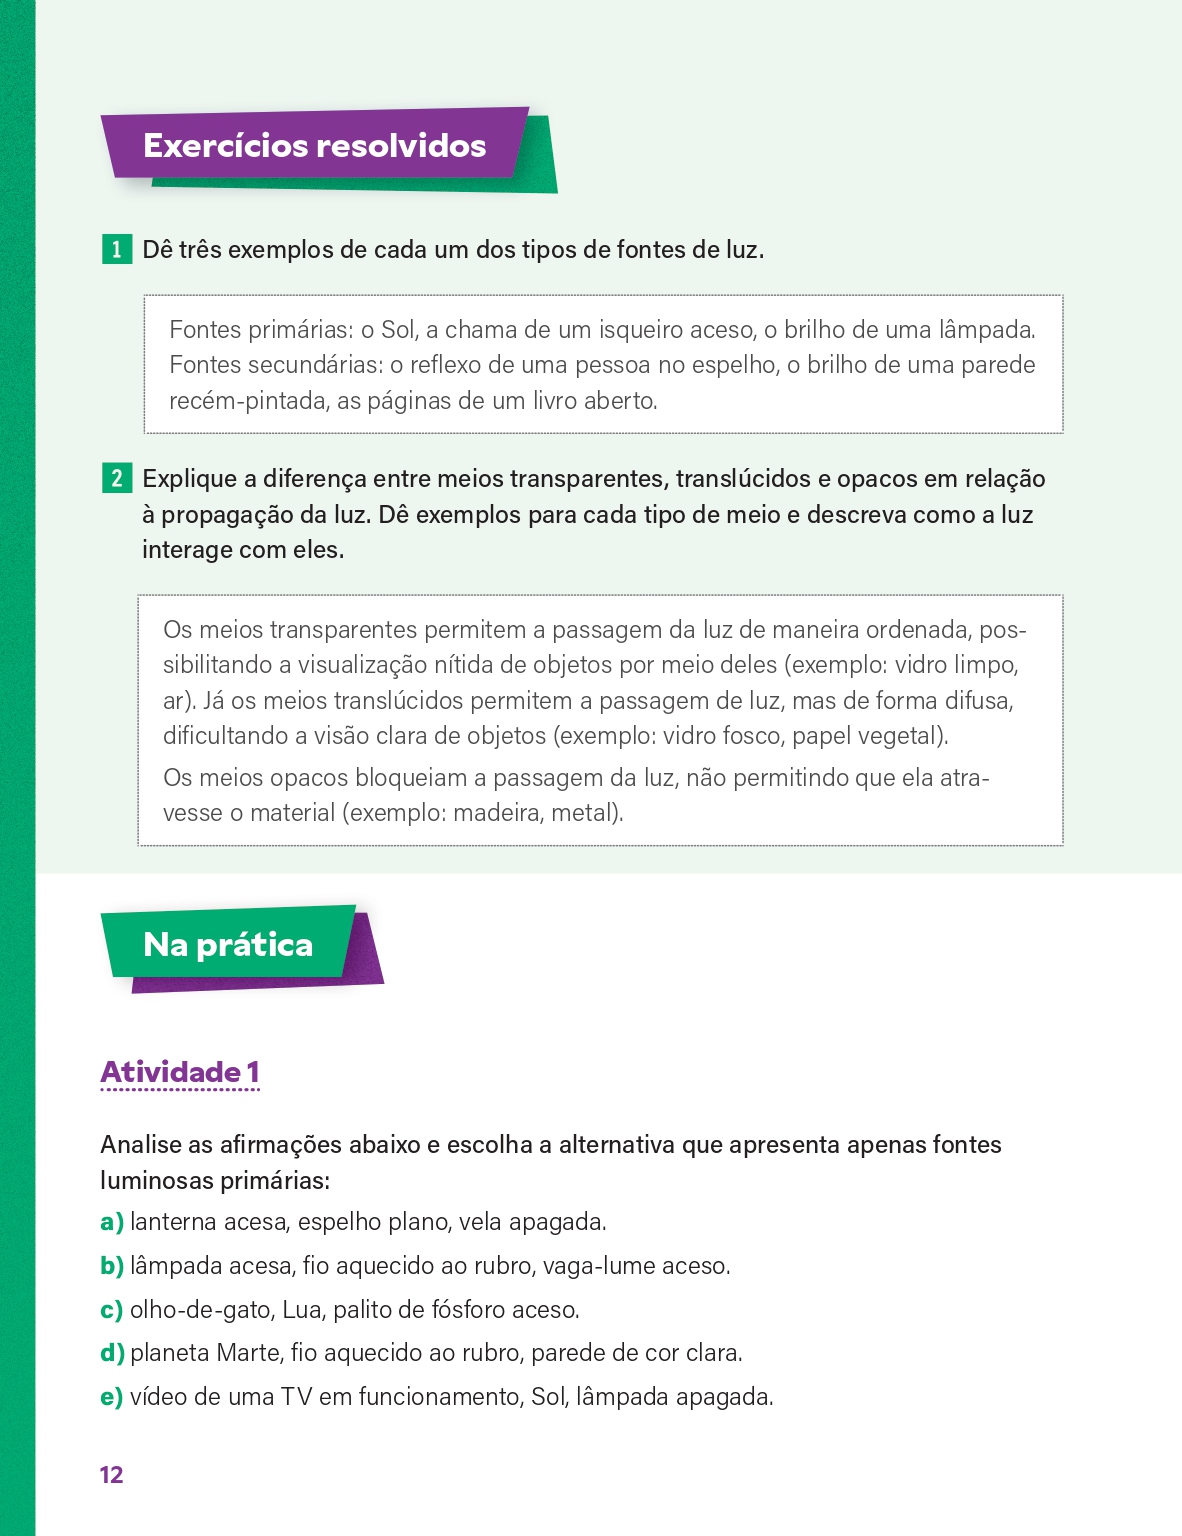 Exercícios resolvidos
1 Dê três exemplos de cada um dos tipos de fontes de luz.
Fontes primárias: o Sol, a chama de um isqueiro aceso, o brilho de uma lâmpada.
Fontes secundárias: o reflexo de uma pessoa no espelho, o brilho de uma parede
recém-pintada, as páginas de um livro aberto.
2 Explique a diferença entre meios transparentes, translúcidos e opacos em relação
à propagação da luz. Dê exemplos para cada tipo de meio e descreva como a luz
interage com eles.
Os meios transparentes permitem a passagem da luz de maneira ordenada, pos-
sibilitando a visualização nítida de objetos por meio deles (exemplo: vidro limpo,
ar). Já os meios translúcidos permitem a passagem de luz, mas de forma difusa,
dificultando a visão clara de objetos (exemplo: vidro fosco, papel vegetal).
Os meios opacos bloqueiam a passagem da luz, não permitindo que ela atra-
vesse o material (exemplo: madeira, metal).
Na prática
Atividade 1
Analise as afirmações abaixo e escolha a alternativa que apresenta apenas fontes
luminosas primárias:
a) lanterna acesa, espelho plano, vela apagada.
b) lâmpada acesa, fio aquecido ao rubro, vaga-lume aceso.
c) olho-de-gato, Lua, palito de fósforo aceso.
d) planeta Marte, fio aquecido ao rubro, parede de cor clara.
e) vídeo de uma TV em funcionamento, Sol, lâmpada apagada.
12